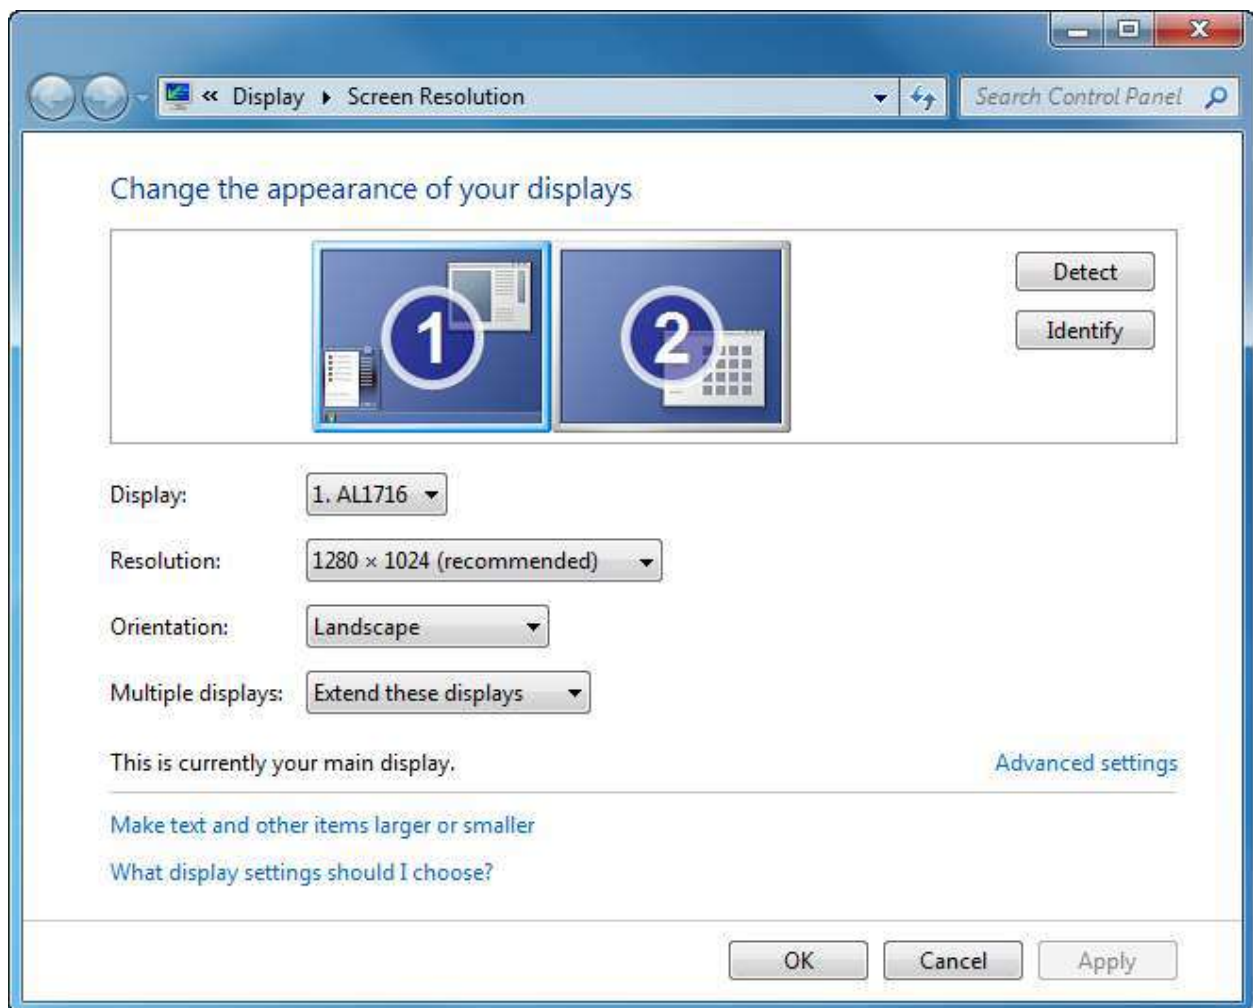 « Display ▸ Screen Resolution Search Control Panel
Change the appearance of your displays
1 2
Detect
Identify
Display: 1. AL1716
Resolution: 1280 × 1024 (recommended)
Orientation: Landscape
Multiple displays: Extend these displays
This is currently your main display. Advanced settings
Make text and other items larger or smaller
What display settings should I choose?
OK Cancel Apply